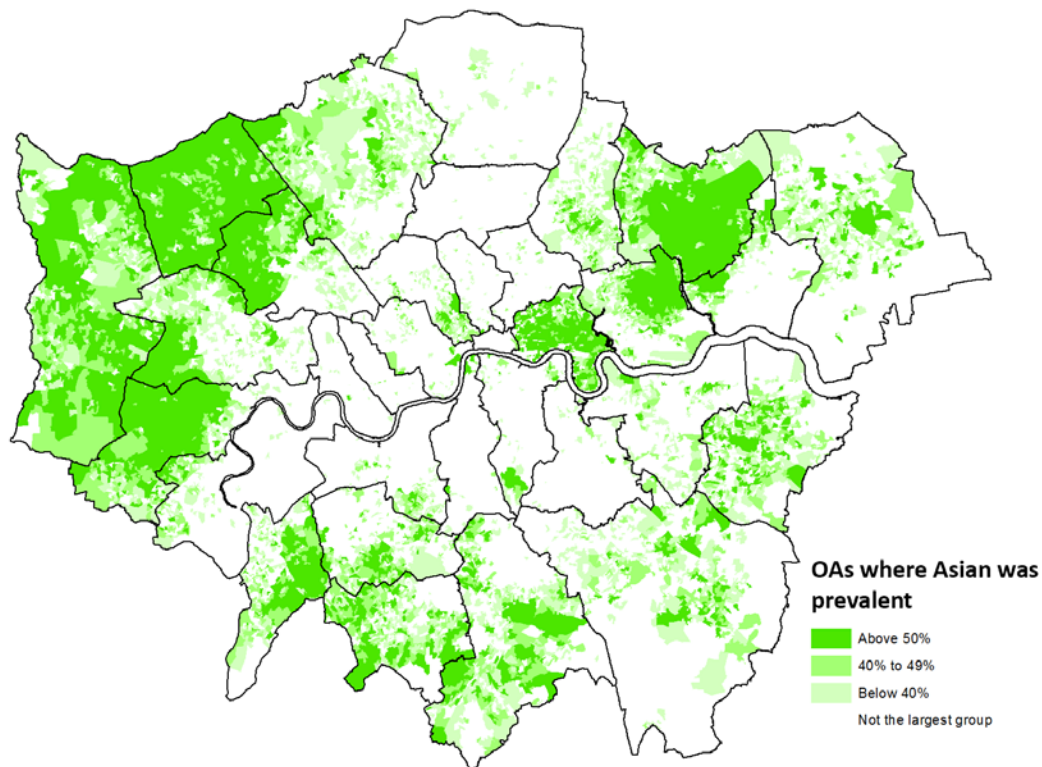 OAs where Asian was
prevalent
Above 50%
40% to 49%
Below 40%
Not the largest group